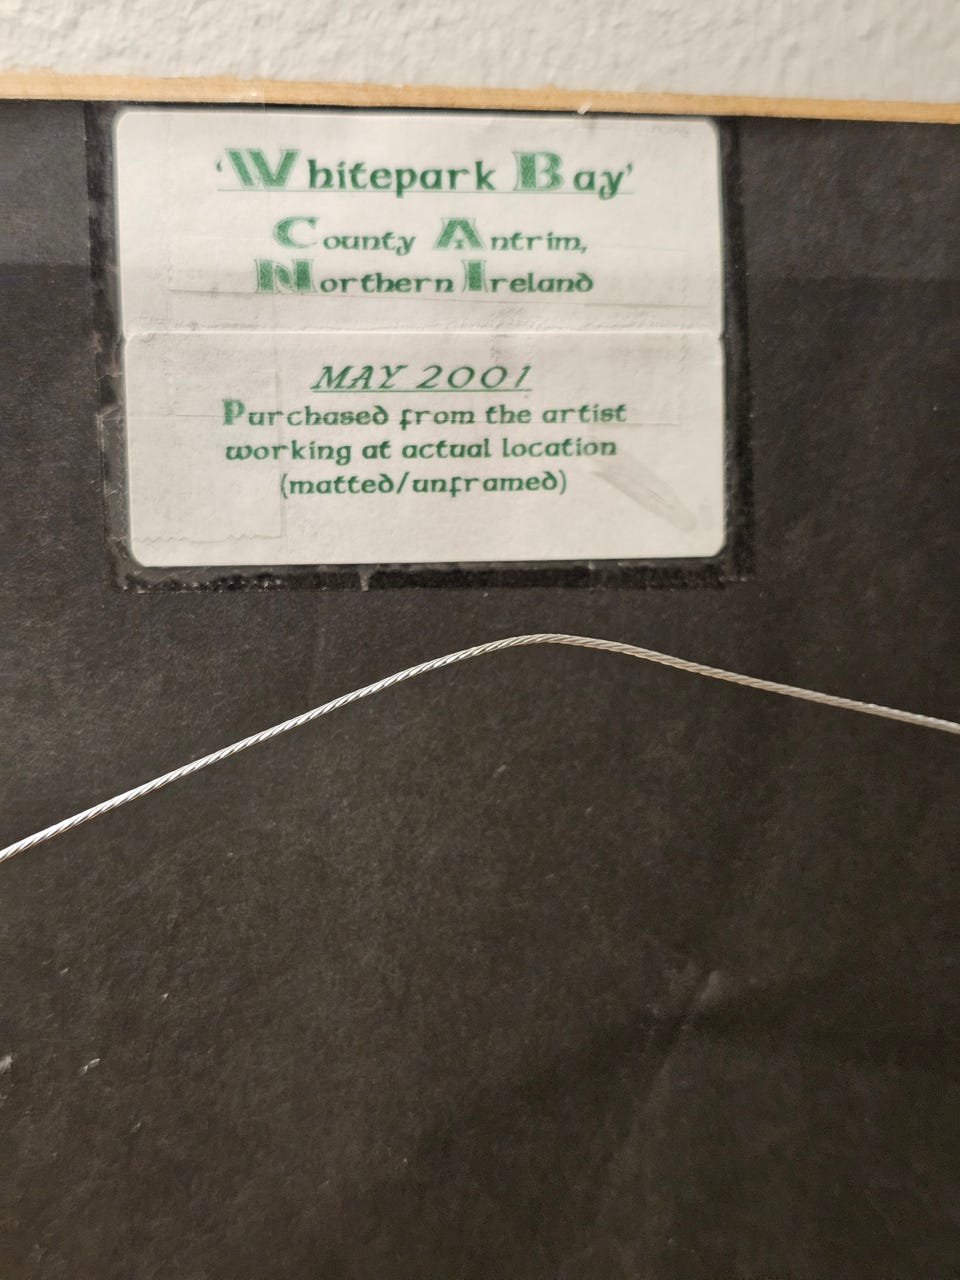 'Whitepark Bay'
County Antrim,
Northern Ireland
MAY 2001
Purchased from the artist
working at actual location
(matted/unframed)